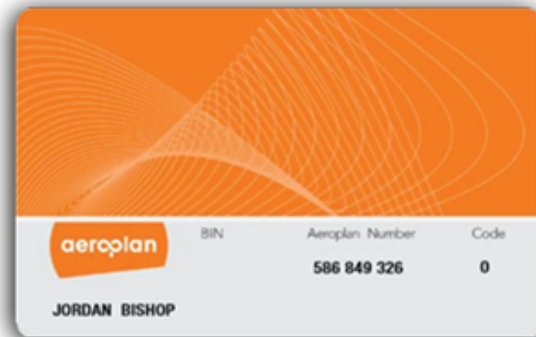 BIN Aeroplan Number Code
aeroplan
586 849 326 0
JORDAN BISHOP